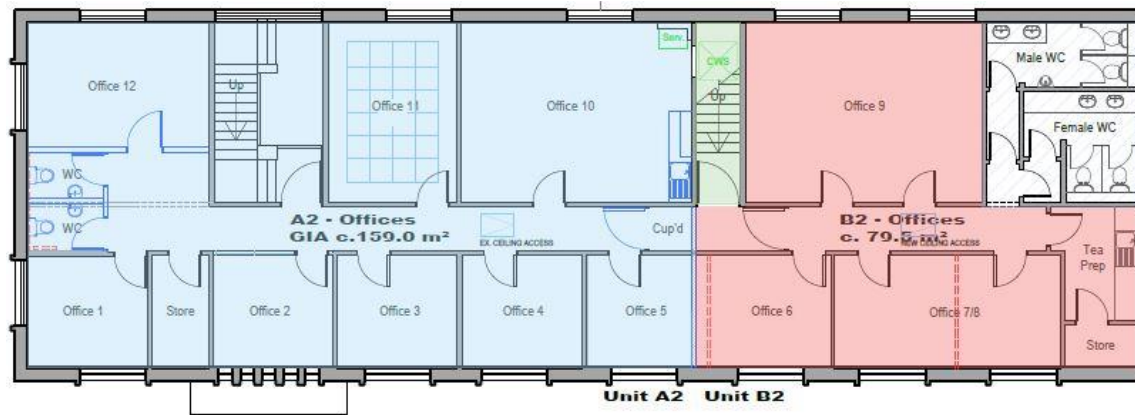 Office 12
Up
Office 11
Office 10
Serv.
CWS
Up
Office 9
Male WC
Female WC
WC
WC
A2 - Offices
GIA c.159.0 m²
EX. CEILING ACCESS
Cup'd
B2 - Offices
c. 79.5 m²
NEW CEILING ACCESS
Tea
Prep
Office 1
Store
Office 2
Office 3
Office 4
Office 5
Office 6
Office 7/8
Store
Unit A2
Unit B2